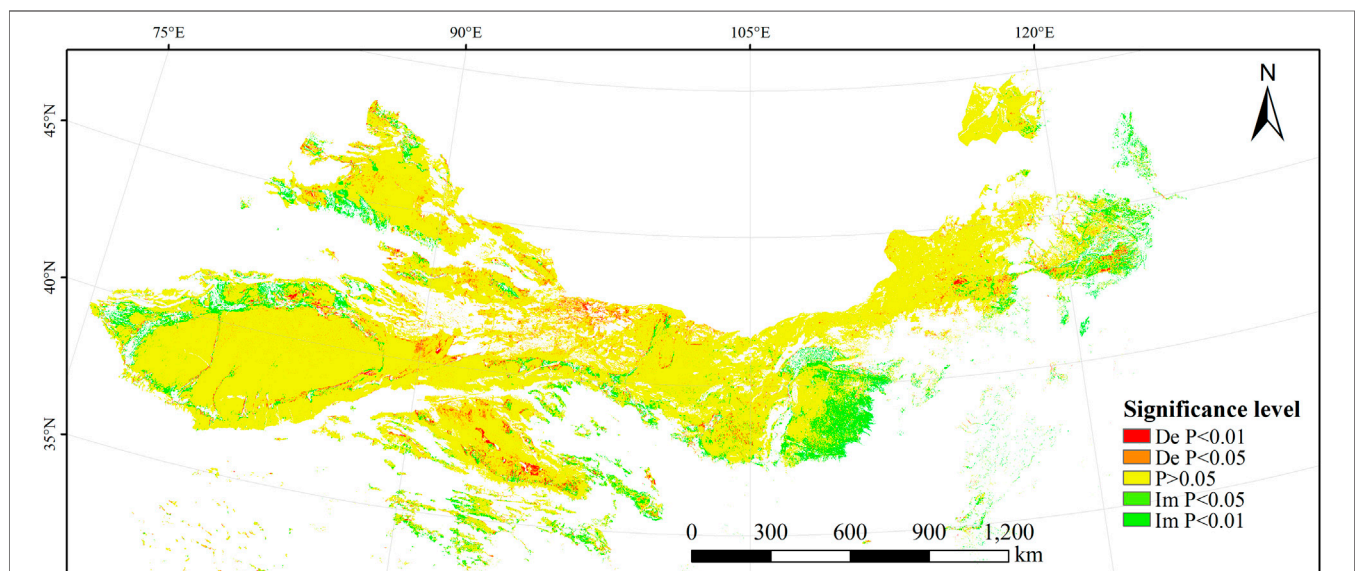 75°E 90°E 105°E 120°E
N
45°N
40°N
35°N
Significance level
De P<0.01
De P<0.05
P>0.05
Im P<0.05
Im P<0.01
0 300 600 900 1,200
km